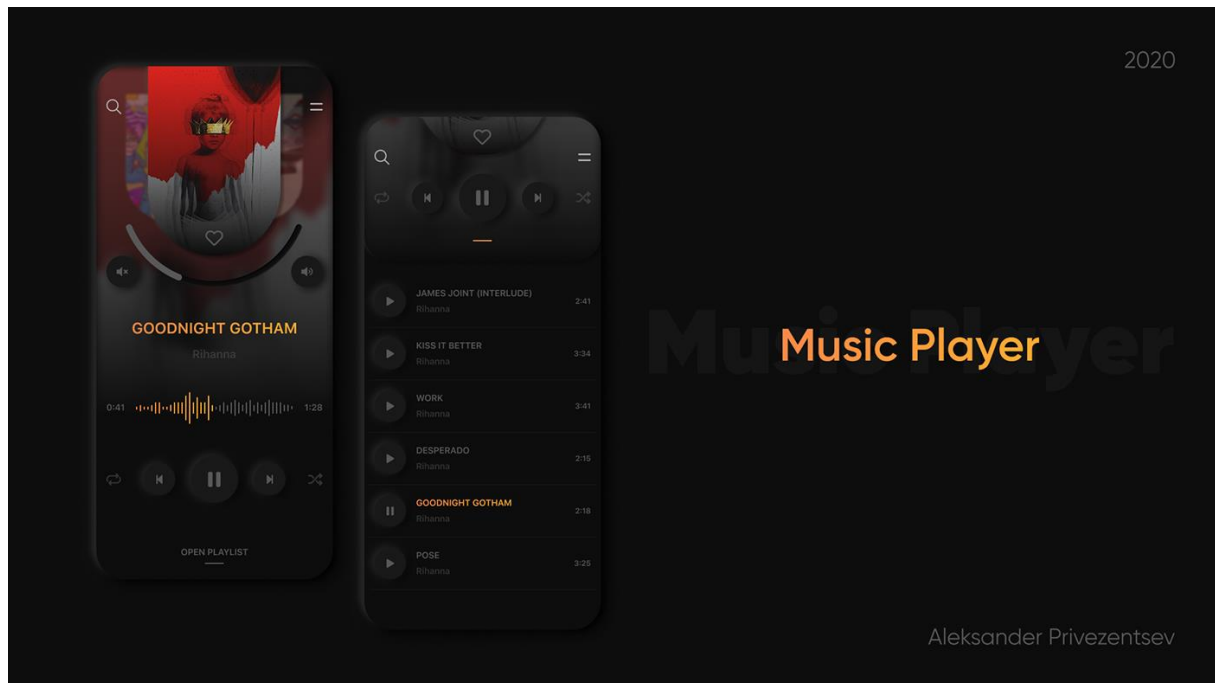 2020
GOODNIGHT GOTHAM
Rihanna
0:41 1:28
OPEN PLAYLIST
JAMES JOINT (INTERLUDE)
Rihanna
2:41
KISS IT BETTER
Rihanna
3:34
WORK
Rihanna
3:41
DESPERADO
Rihanna
2:15
GOODNIGHT GOTHAM
Rihanna
2:18
POSE
Rihanna
3:25
Music Player
Music Player
Aleksander Privezentsev